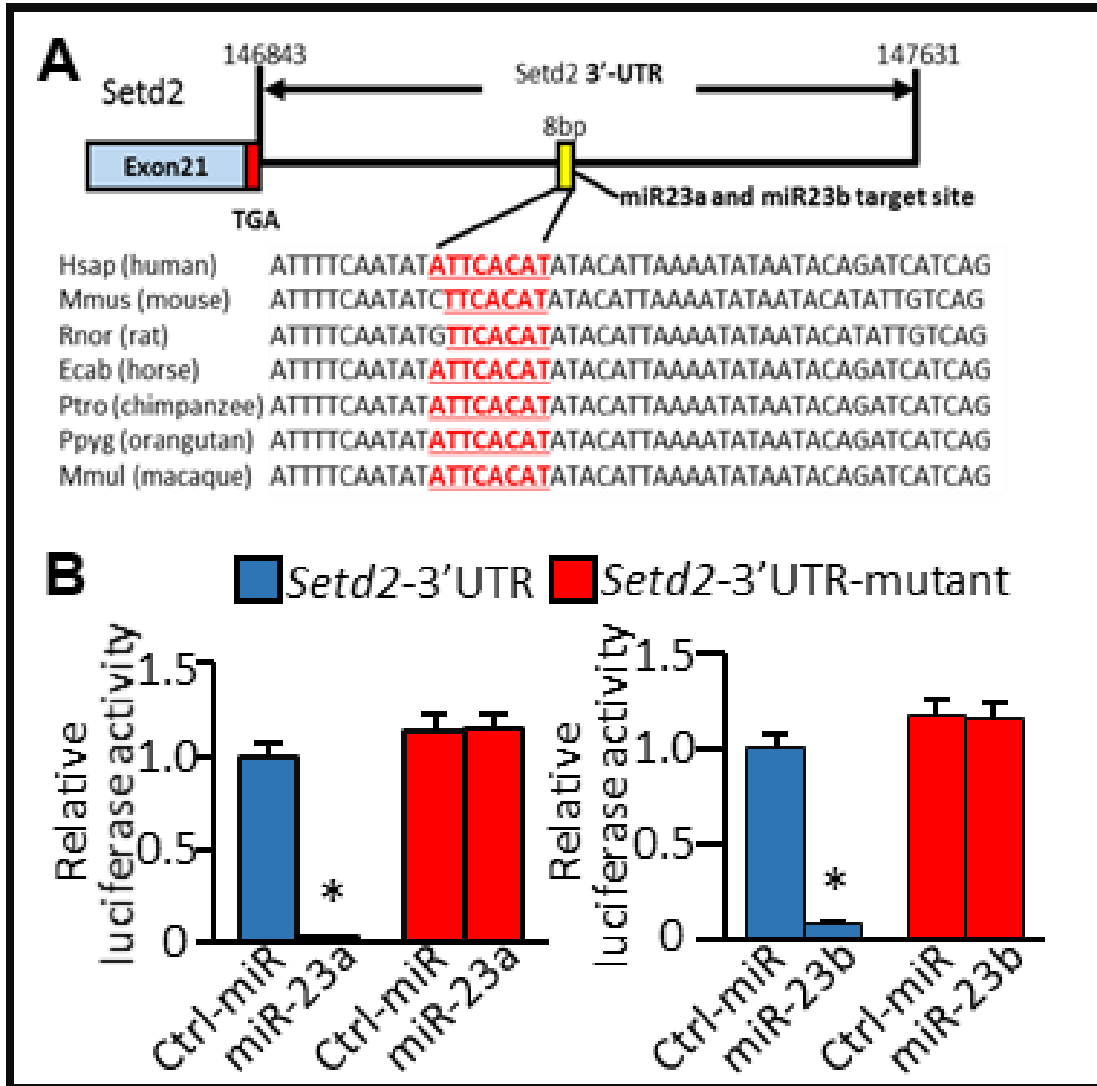 A
146843
147631
Setd2
Setd2 3'-UTR
8bp
Exon21
miR23a and miR23b target site
TGA
Hsap (human) ATTTTCAATATATTCACATATACATTAAAATATAATACAGATCATCAG
Mmus (mouse) ATTTTCAATATCTTCACATATACATTAAAATATAATACATATTGTCAG
Rnor (rat) ATTTTCAATATGTTCACATATACATTAAAATATAATACATATTGTCAG
Ecab (horse) ATTTTCAATATATTCACATATACATTAAAATATAATACAGATCATCAG
Ptro (chimpanzee) ATTTTCAATATATTCACATATACATTAAAATATAATACAGATCATCAG
Ppyg (orangutan) ATTTTCAATATATTCACATATACATTAAAATATAATACAGATCATCAG
Mmul (macaque) ATTTTCAATATATTCACATATACATTAAAATATAATACAGATCATCAG
B
Setd2-3'UTR
Setd2-3'UTR-mutant
Relative
luciferase activity
1.5
1.0
0.5
0
*
Ctrl-miR
miR-23a
Ctrl-miR
miR-23a
Relative
luciferase activity
1.5
1.0
0.5
0
*
Ctrl-miR
miR-23b
Ctrl-miR
miR-23b